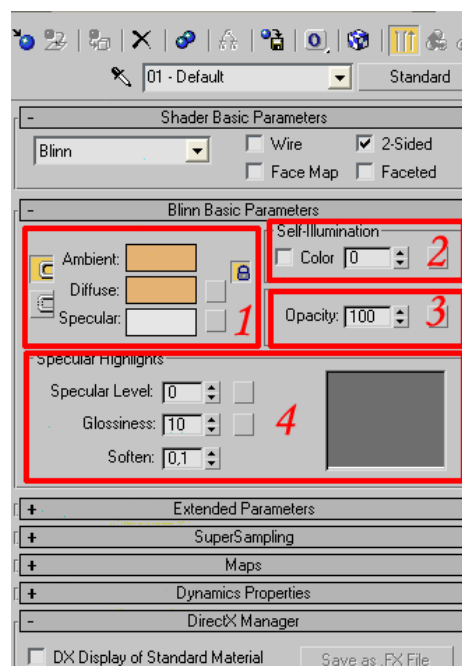 01 - Default Standard
- Shader Basic Parameters
Blinn Wire 2-Sided
Face Map Faceted
- Blinn Basic Parameters
Self-Illumination
Ambient: Color 0 2
Diffuse:
Specular: 1 Opacity: 100 3
Specular Highlights
Specular Level: 0
Glossiness: 10 4
Soften: 0,1
+ Extended Parameters
+ SuperSampling
+ Maps
+ Dynamics Properties
- DirectX Manager
DX Display of Standard Material Save as .FX File